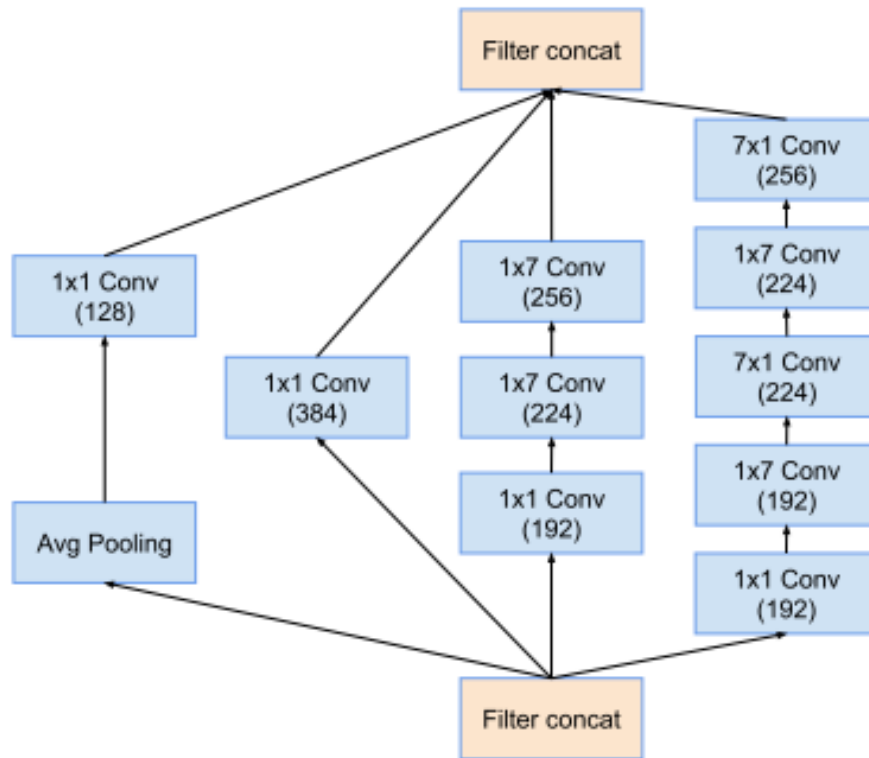 Filter concat
7x1 Conv
(256)
1x7 Conv
(224)
7x1 Conv
(224)
1x7 Conv
(192)
1x1 Conv
(192)
1x7 Conv
(256)
1x7 Conv
(224)
1x1 Conv
(192)
1x1 Conv
(384)
1x1 Conv
(128)
Avg Pooling
Filter concat